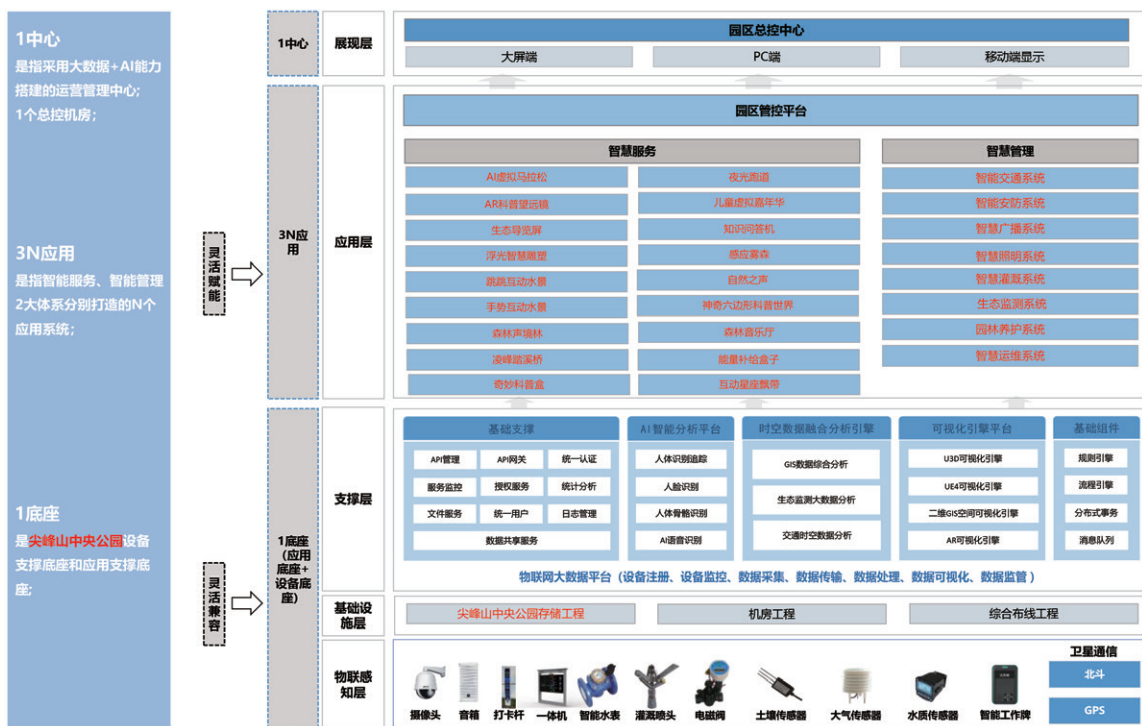 1中心
是指采用大数据+AI能力
搭建的运营管理中心;
1个总控机房;
3N应用
是指智能服务、智能管理
2大体系分别打造的N个
应用系统;
1底座
是尖峰山中央公园设备
支撑底座和应用支撑底
座;
灵活赋能
灵活兼容
1中心
展现层
园区总控中心
大屏端
PC端
移动端显示
3N应
用
应用层
园区管控平台
智慧服务
智慧管理
AI虚拟马拉松
夜光跑道
智能交通系统
AR科普望远镜
儿童虚拟嘉年华
智能安防系统
生态导览屏
知识问答机
智慧广播系统
浮光智慧雕塑
感应雾森
智慧照明系统
跳跳互动水景
自然之声
智慧灌溉系统
手势互动水景
神奇六边形科普世界
生态监测系统
森林声墙林
森林音乐厅
园林养护系统
凌峰踏溪桥
能量补给盒子
智慧运维系统
奇妙科普盒
互动星座飘带
1底座
(应用
底座+
设备底
座)
支撑层
基础支撑
AI智能分析平台
时空数据融合分析引擎
可视化引擎平台
基础组件
API管理
API网关
统一认证
服务监控
授权服务
统计分析
文件服务
统一用户
日志管理
数据共享服务
人体识别追踪
人脸识别
人体骨骼识别
AI语音识别
GIS数据综合分析
生态监测大数据分析
交通时空数据分析
U3D可视化引擎
UE4可视化引擎
二维GIS空间可视化引擎
AR可视化引擎
规则引擎
流程引擎
分布式事务
消息队列
物联网大数据平台（设备注册、设备监控、数据采集、数据传输、数据处理、数据可视化、数据监管）
基础设
施层
尖峰山中央公园存储工程
机房工程
综合布线工程
物联感
知层
摄像头
音箱
打卡杆
一体机
智能水表
灌溉喷头
电磁阀
土壤传感器
大气传感器
水质传感器
智能工作牌
卫星通信
北斗
GPS